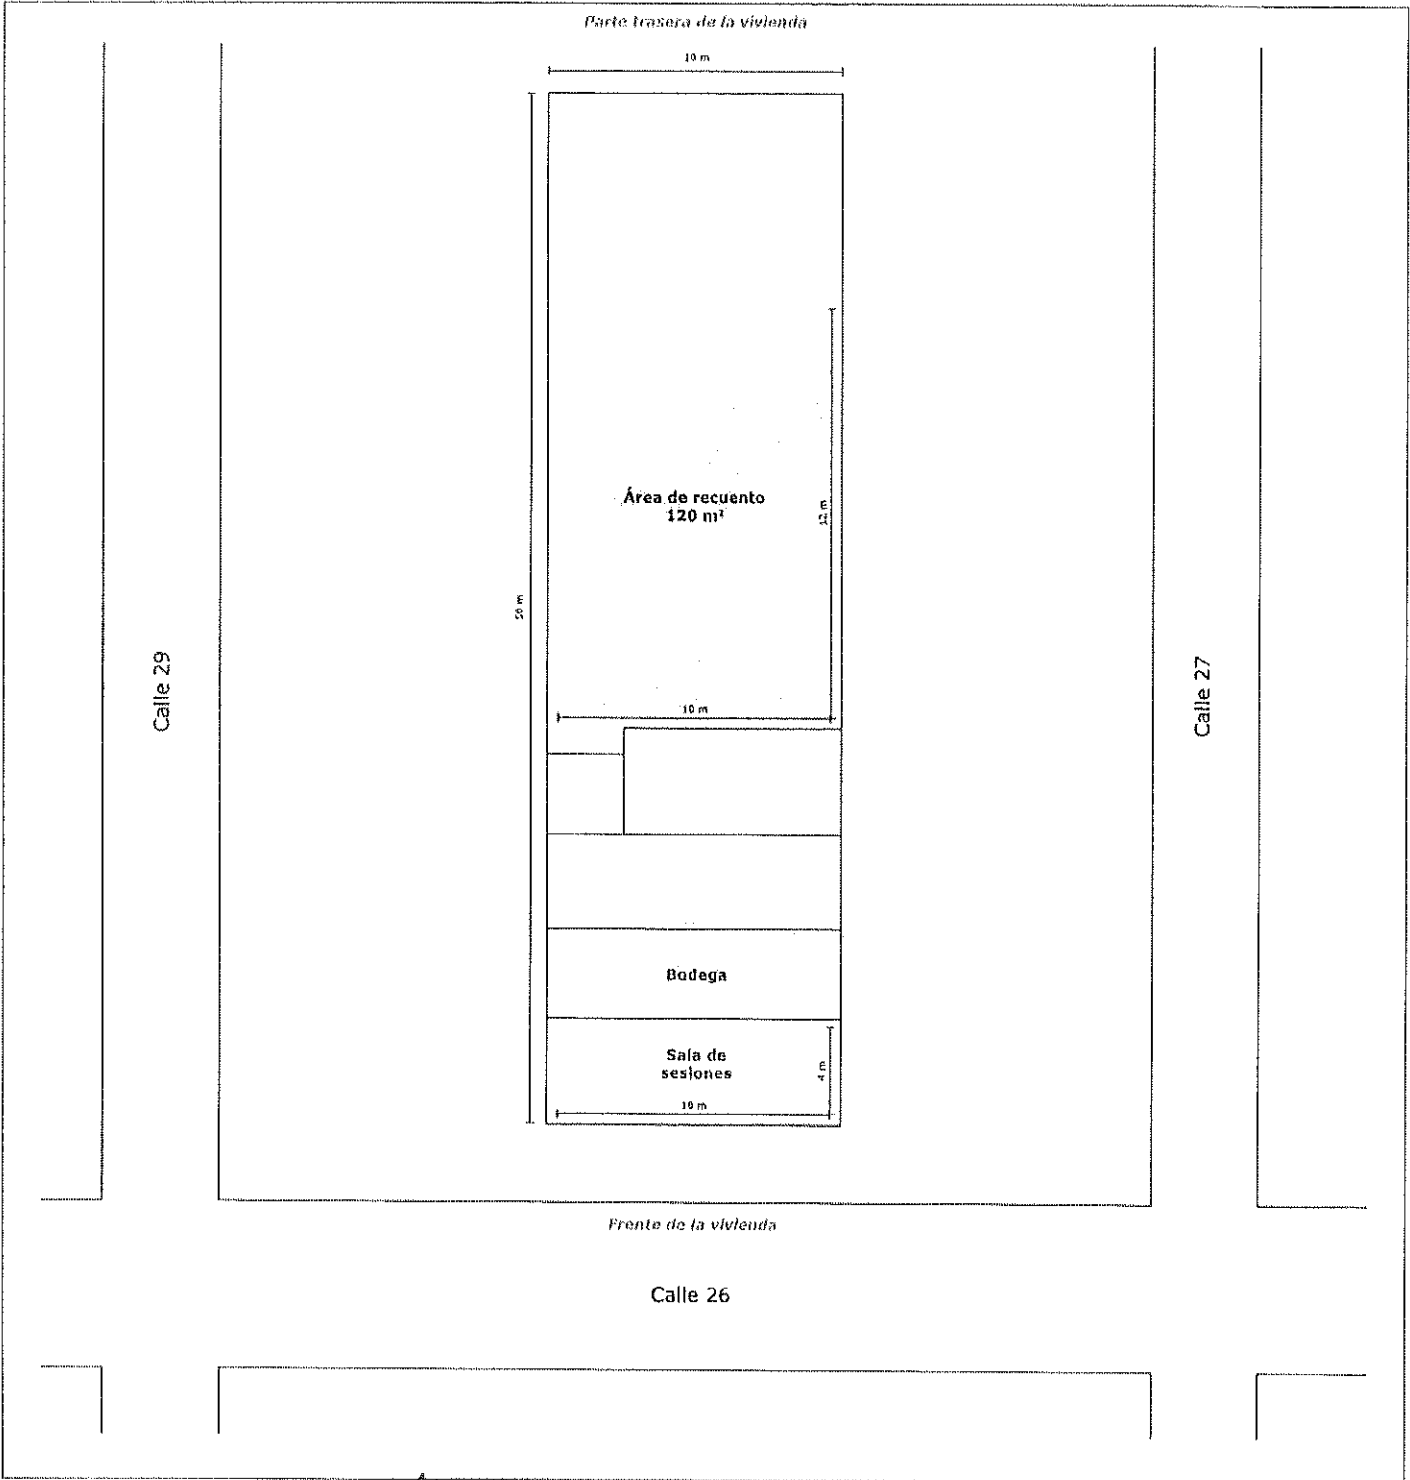 Parte trasera de la vivienda
10 m
Área de recuento
120 m²
12 m
50 m
Calle 29
Calle 27
10 m
Bodega
Sala de
sesiones
4 m
10 m
Frente de la vivienda
Calle 26